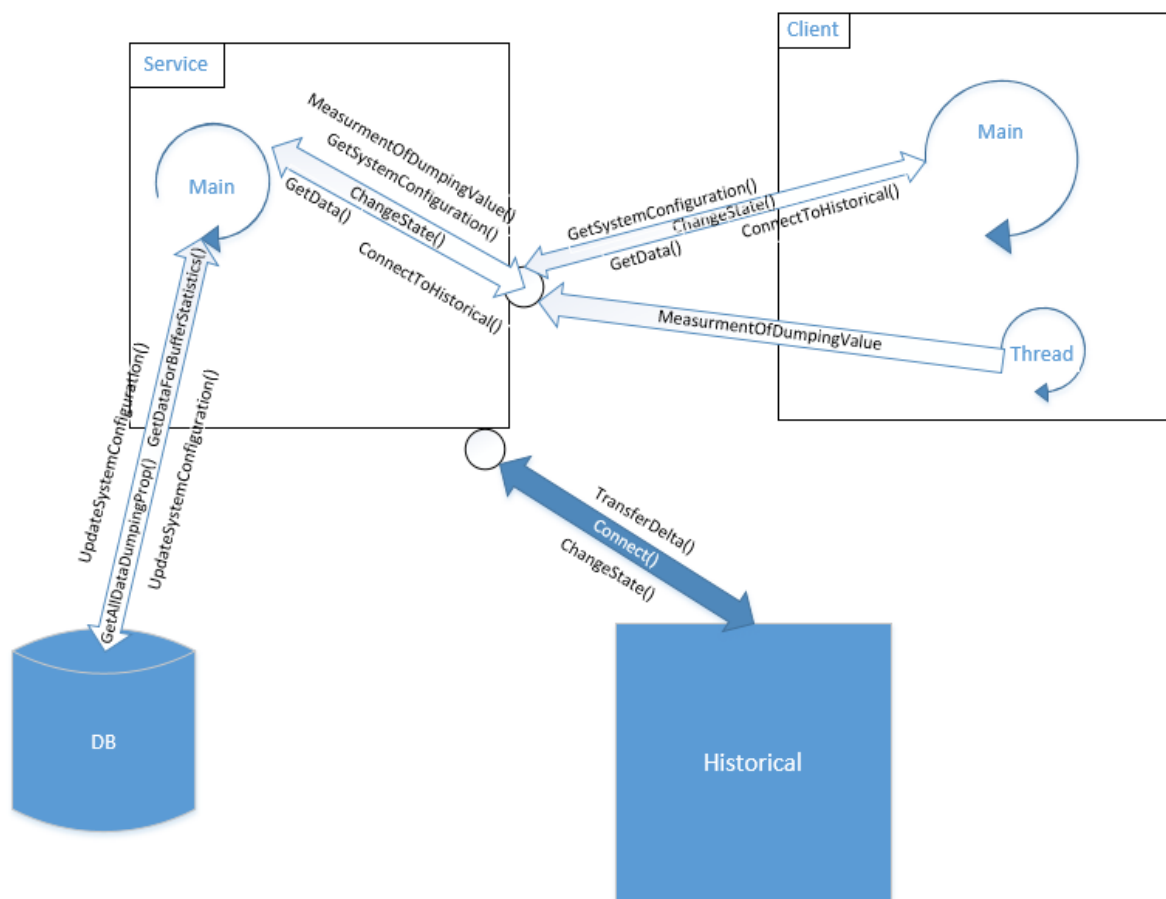 Client
Service
Main
Main
MeasurmentOfDumpingValue()
GetSystemConfiguration()
ChangeState()
GetData()
ConnectToHistorical()
GetSystemConfiguration()
ChangeState()
ConnectToHistorical()
GetData()
MeasurmentOfDumpingValue
Thread
UpdateSystemConfiguration()
GetAllDataDumpingProp()
GetDataForBufferStatistics()
UpdateSystemConfiguration()
TransferDelta()
Connect()
ChangeState()
DB
Historical